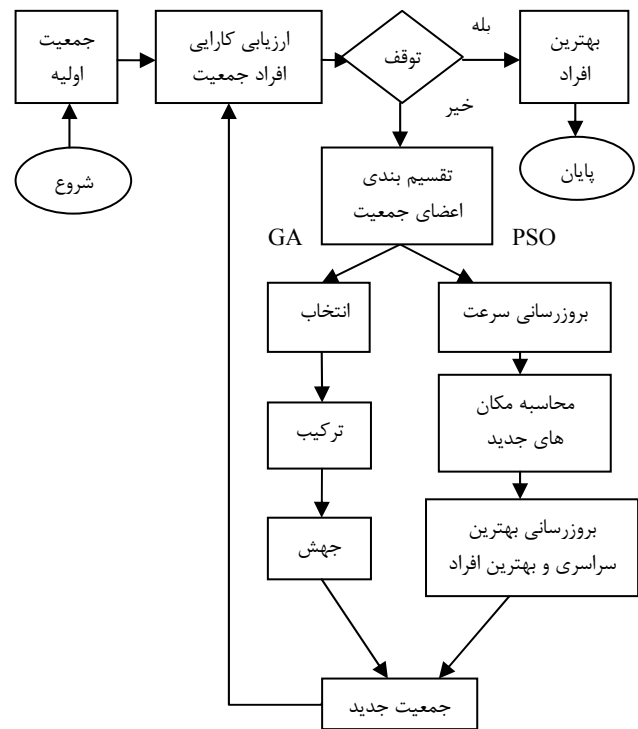 جمعیت
اولیه
ارزیابی کارایی
افراد جمعیت
توقف
بله
بهترین
افراد
خیر
شروع
پایان
تقسیم بندی
اعضای جمعیت
GA
PSO
انتخاب
بروزرسانی سرعت
ترکیب
محاسبه مکان
های جدید
جهش
بروزرسانی بهترین
سراسری و بهترین افراد
جمعیت جدید